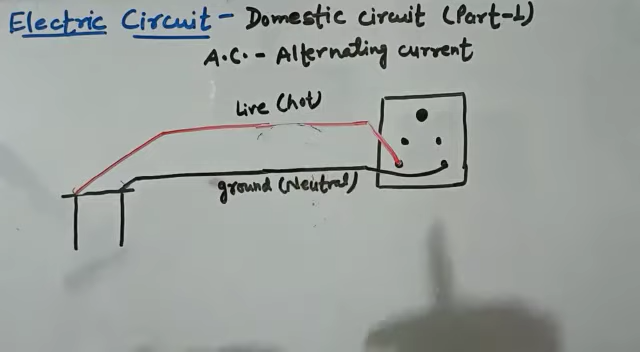 Electric Circuit - Domestic circuit (Part-1)
A.C. - Alternating current
Live (hot)
ground (Neutral)